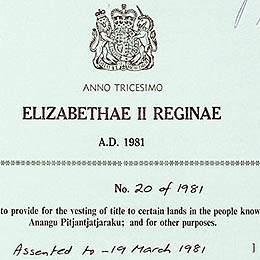 ANNO TRICESIMO
ELIZABETHAE II REGINAE
A.D. 1981
No. 20 of 1981
to provide for the vesting of title to certain lands in the people know
Anangu Pitjantjatjaraku; and for other purposes.
Assented to - 19 March 1981